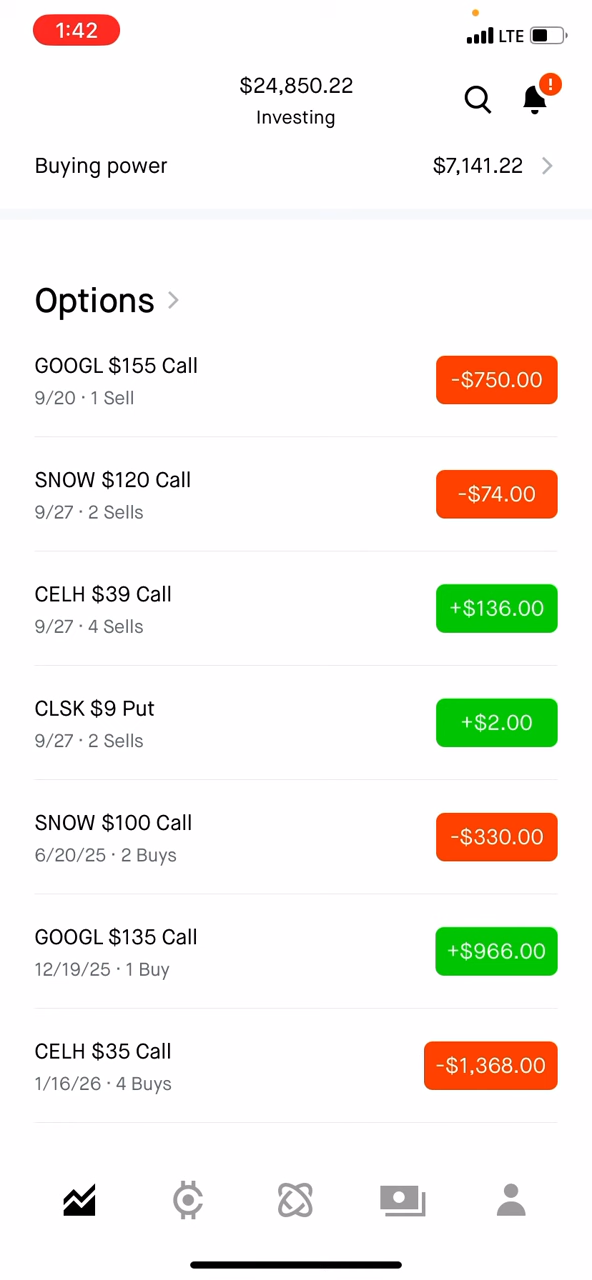 1:42
LTE
$24,850.22
!
Investing
Buying power $7,141.22
Options
GOOGL $155 Call
9/20 · 1 Sell
-$750.00
SNOW $120 Call
9/27 · 2 Sells
-$74.00
CELH $39 Call
9/27 · 4 Sells
+$136.00
CLSK $9 Put
9/27 · 2 Sells
+$2.00
SNOW $100 Call
6/20/25 · 2 Buys
-$330.00
GOOGL $135 Call
12/19/25 · 1 Buy
+$966.00
CELH $35 Call
1/16/26 · 4 Buys
-$1,368.00